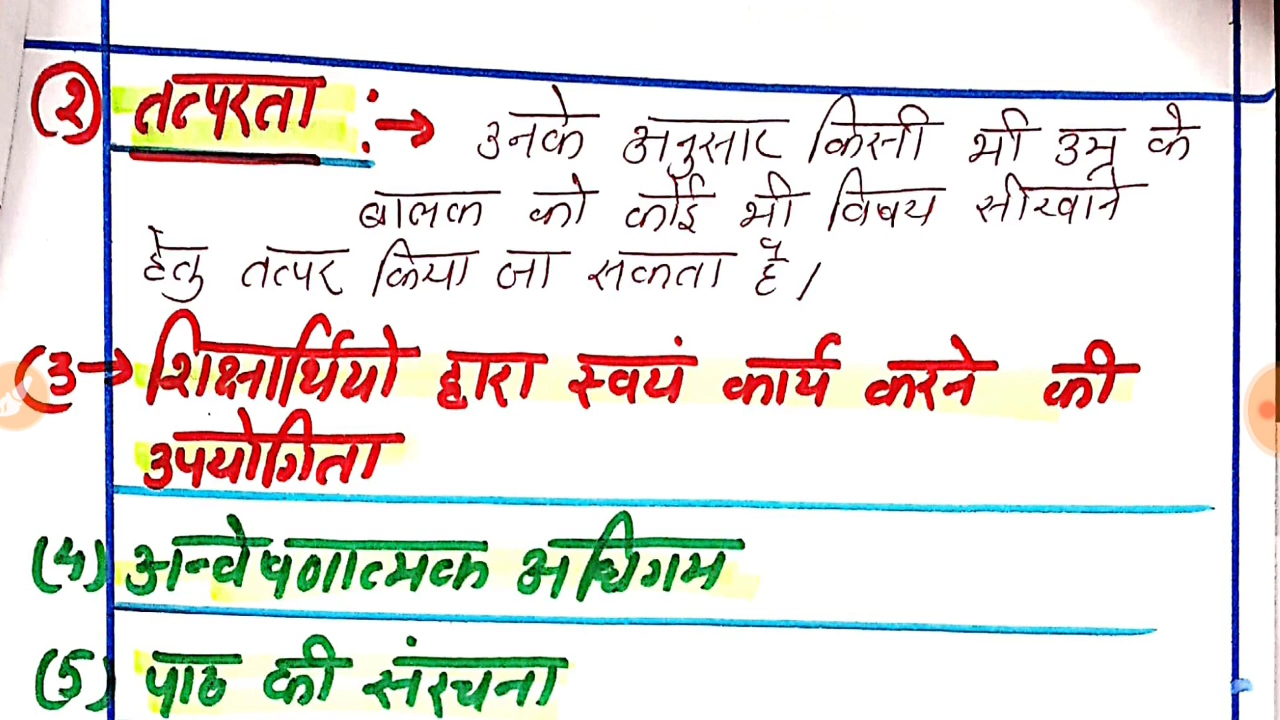 (२) तत्परता :→ उनके अनुसार किसी भी उम्र के
बालक को कोई भी विषय सीखाने
हेतु तत्पर किया जा सकता है।
(3→ शिक्षार्थियो द्वारा स्वयं कार्य करने की
उपयोगिता
(4) अन्वेषणात्मक अधिगम
(5) पाठ की संरचना